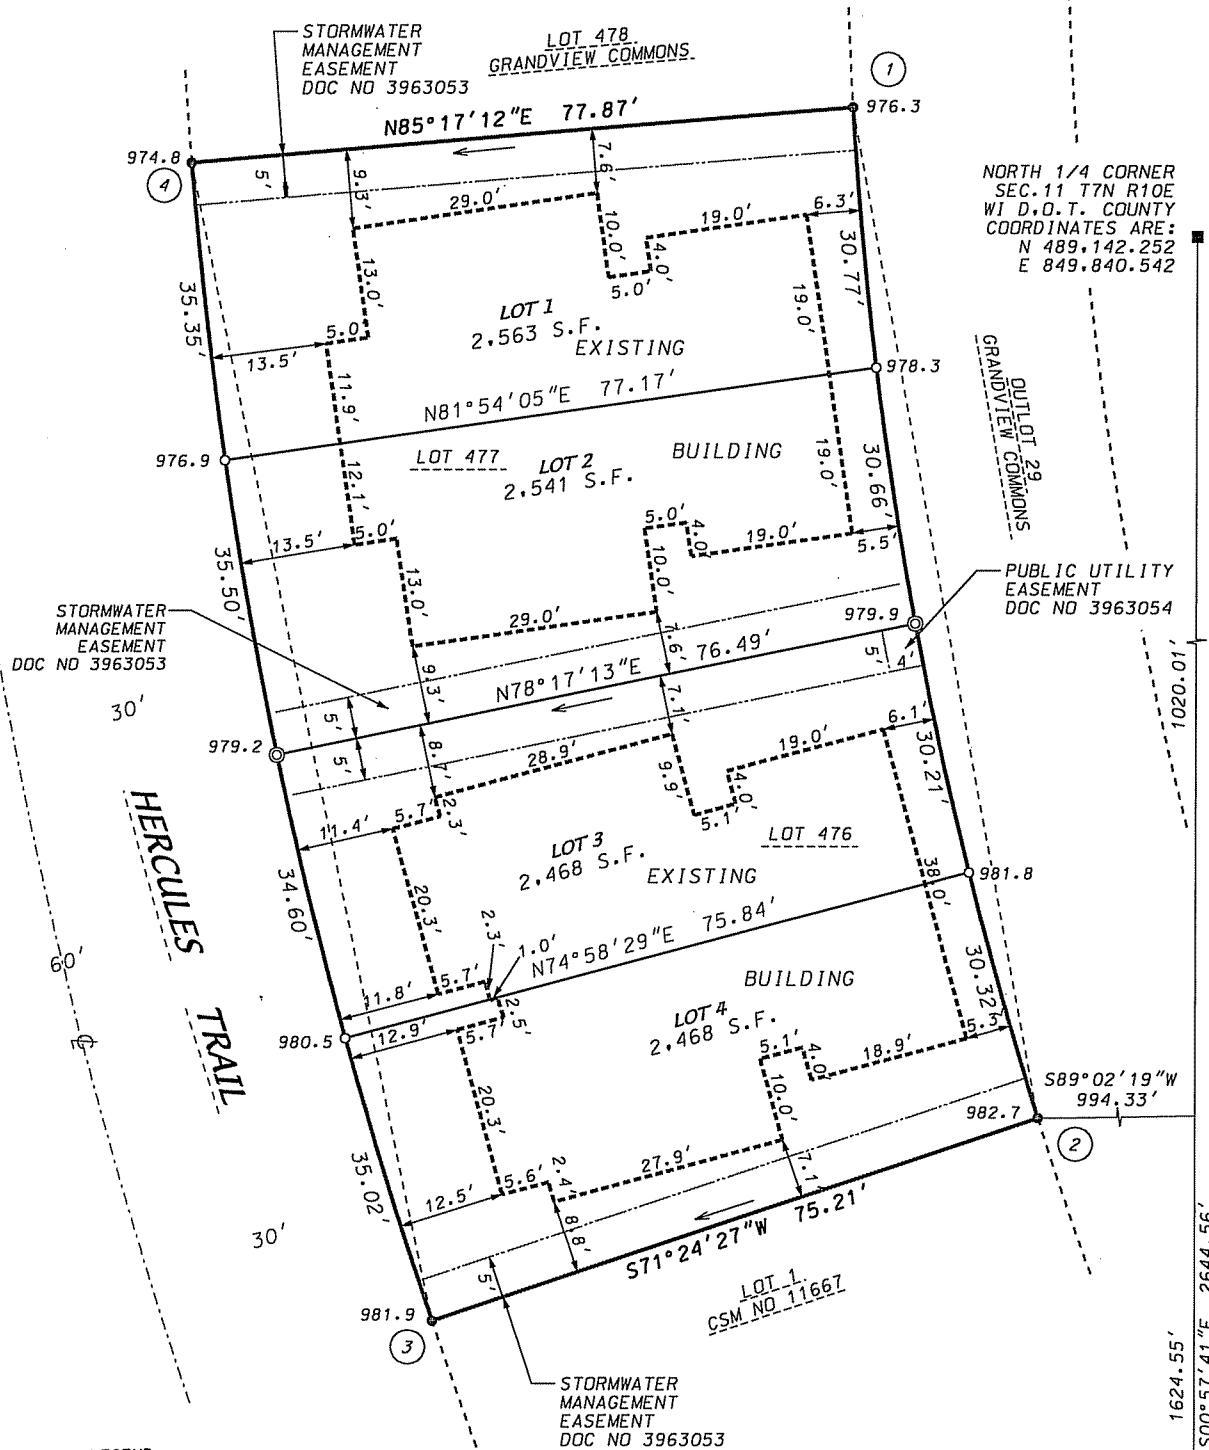 STORMWATER
MANAGEMENT
EASEMENT
DOC NO 3963053
LOT 478
GRANDVIEW COMMONS
1
976.3
N85°17'12"E 77.87'
974.8
4
5'
9.3'
7.6'
29.0'
10.0'
4.0'
5.0'
19.0'
6.3'
30.77'
NORTH 1/4 CORNER
SEC.11 T7N R10E
WI D.O.T. COUNTY
COORDINATES ARE:
N 489,142.252
E 849,840.542
35.35'
13.0'
5.0'
13.5'
11.9'
LOT 1
2,563 S.F.
EXISTING
19.0'
978.3
N81°54'05"E 77.17'
OUTLOT 29
GRANDVIEW COMMONS
976.9
LOT 477
LOT 2
2,541 S.F.
BUILDING
12.1'
19.0'
30.66'
13.5'
5.0'
5.0'
4.0'
19.0'
5.5'
35.50'
13.0'
10.0'
29.0'
PUBLIC UTILITY
EASEMENT
DOC NO 3963054
STORMWATER
MANAGEMENT
EASEMENT
DOC NO 3963053
979.9
7.6'
9.3'
N78°17'13"E 76.49'
5'
4'
1020.01'
30'
5'
5'
979.2
7.1'
8.7'
28.9'
6.1'
19.0'
30.21'
9.9'
4.0'
5.1'
2.3'
5.7'
11.4'
HERCULES
TRAIL
34.60'
LOT 3
2,468 S.F.
LOT 476
EXISTING
38.0'
981.8
20.3'
2.3'
1.0'
N74°58'29"E 75.84'
60'
5.7'
11.8'
2.5'
BUILDING
30.32'
980.5
12.9'
5.7'
LOT 4
2,468 S.F.
5.1'
4.0'
18.9'
5.3'
S89°02'19"W
994.33'
20.3'
10.0'
982.7
2
35.02'
12.5'
5.6'
2.4'
27.9'
7.1'
8.8'
30'
S71°24'27"W 75.21'
5'
LOT 1
CSM NO 11667
981.9
3
STORMWATER
MANAGEMENT
EASEMENT
DOC NO 3963053
1624.55'
S00°57'41"E 2644.56'